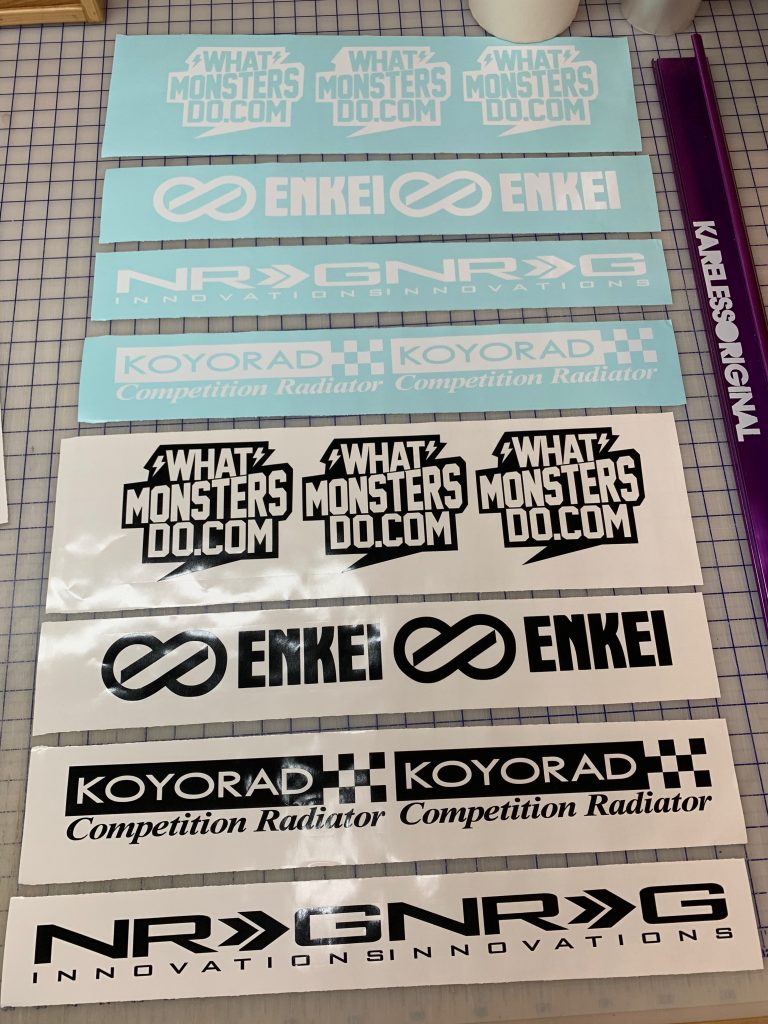 WHAT MONSTERS DO.COM WHAT MONSTERS DO.COM WHAT MONSTERS DO.COM
ENKEI ENKEI
NRG NRG
INNOVATIONS INNOVATIONS
KOYORAD KOYORAD
Competition Radiator Competition Radiator
KARELESS ORIGINAL
WHAT WHAT WHAT
MONSTERS MONSTERS MONSTERS
DO.COM DO.COM DO.COM
ENKEI ENKEI
KOYORAD KOYORAD
Competition Radiator Competition Radiator
NRG NRG
INNOVATIONS INNOVATIONS